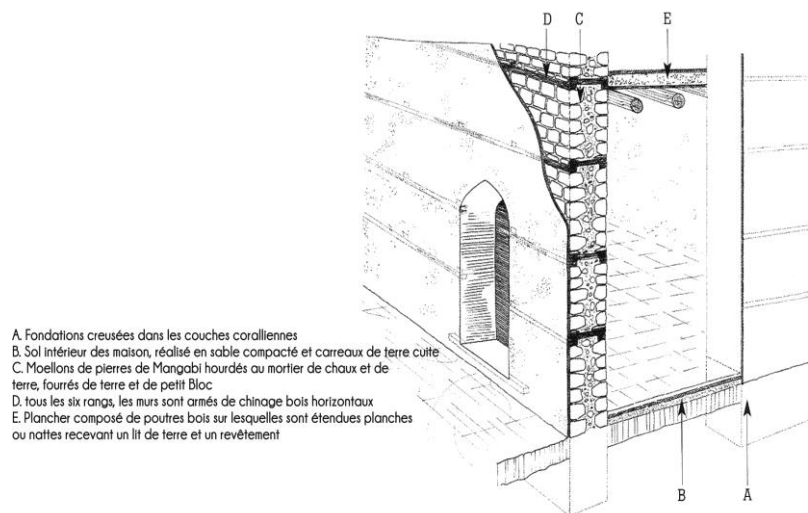 D C E
A. Fondations creusées dans les couches coralliennes
B. Sol intérieur des maison, réalisé en sable compacté et carreaux de terre cuite
C. Moellons de pierres de Mangabi hourdés au mortier de chaux et de
terre, fourrés de terre et de petit Bloc
D. tous les six rangs, les murs sont armés de chinage bois horizontaux
E. Plancher composé de poutres bois sur lesquelles sont étendues planches
ou nattes recevant un lit de terre et un revêtement
B A